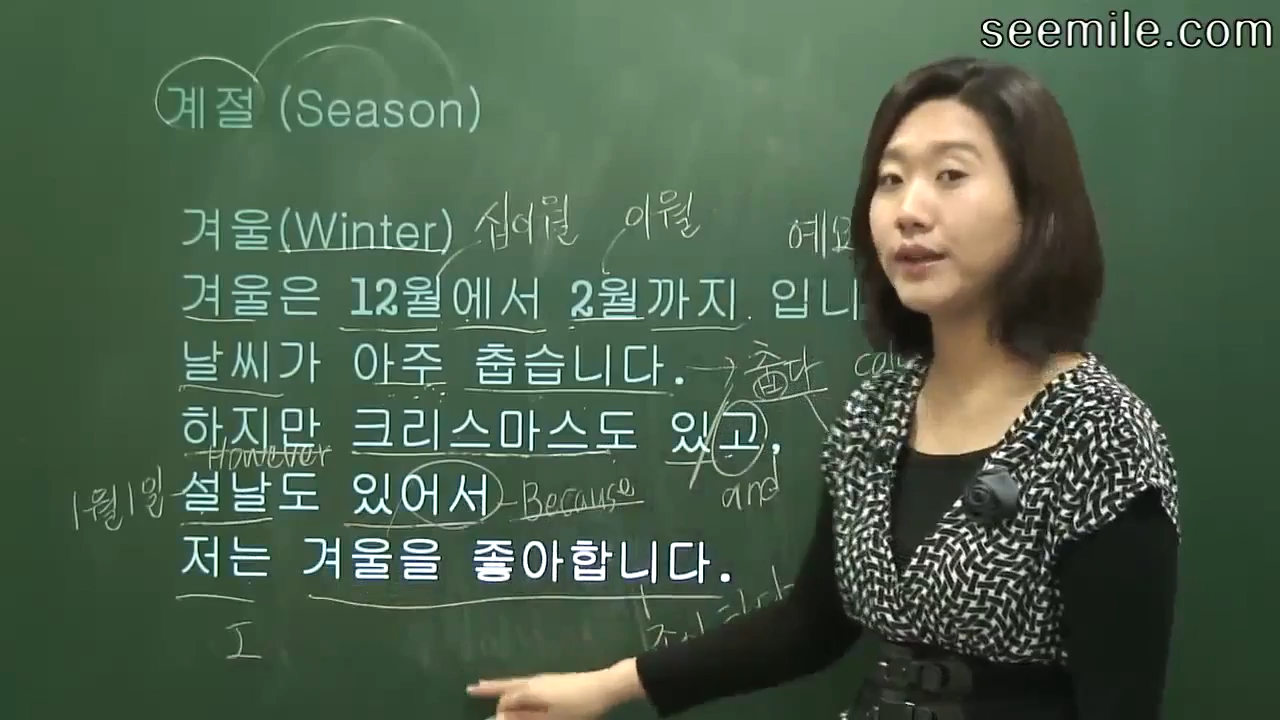 seemile.com
계절 (Season)
겨울(Winter) 십이월 이월 예요
겨울은 12월에서 2월까지 입니
날씨가 아주 춥습니다. → 춥다
하지만 크리스마스도 있고,
However
1월1일 설날도 있어서 Because and
저는 겨울을 좋아합니다.
I